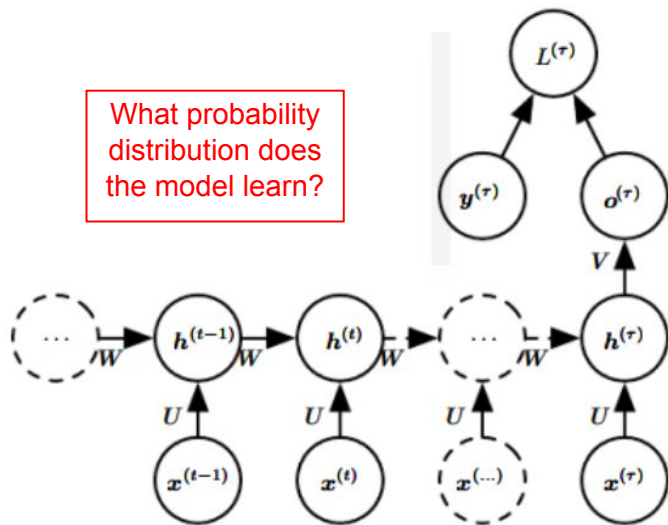 L^{(τ)}
What probability
distribution does
the model learn?
y^{(τ)} o^{(τ)}
V
... h^{(t−1)} h^{(t)} ... h^{(τ)}
W W W W
U U U U
x^{(t−1)} x^{(t)} x^{(...)} x^{(τ)}